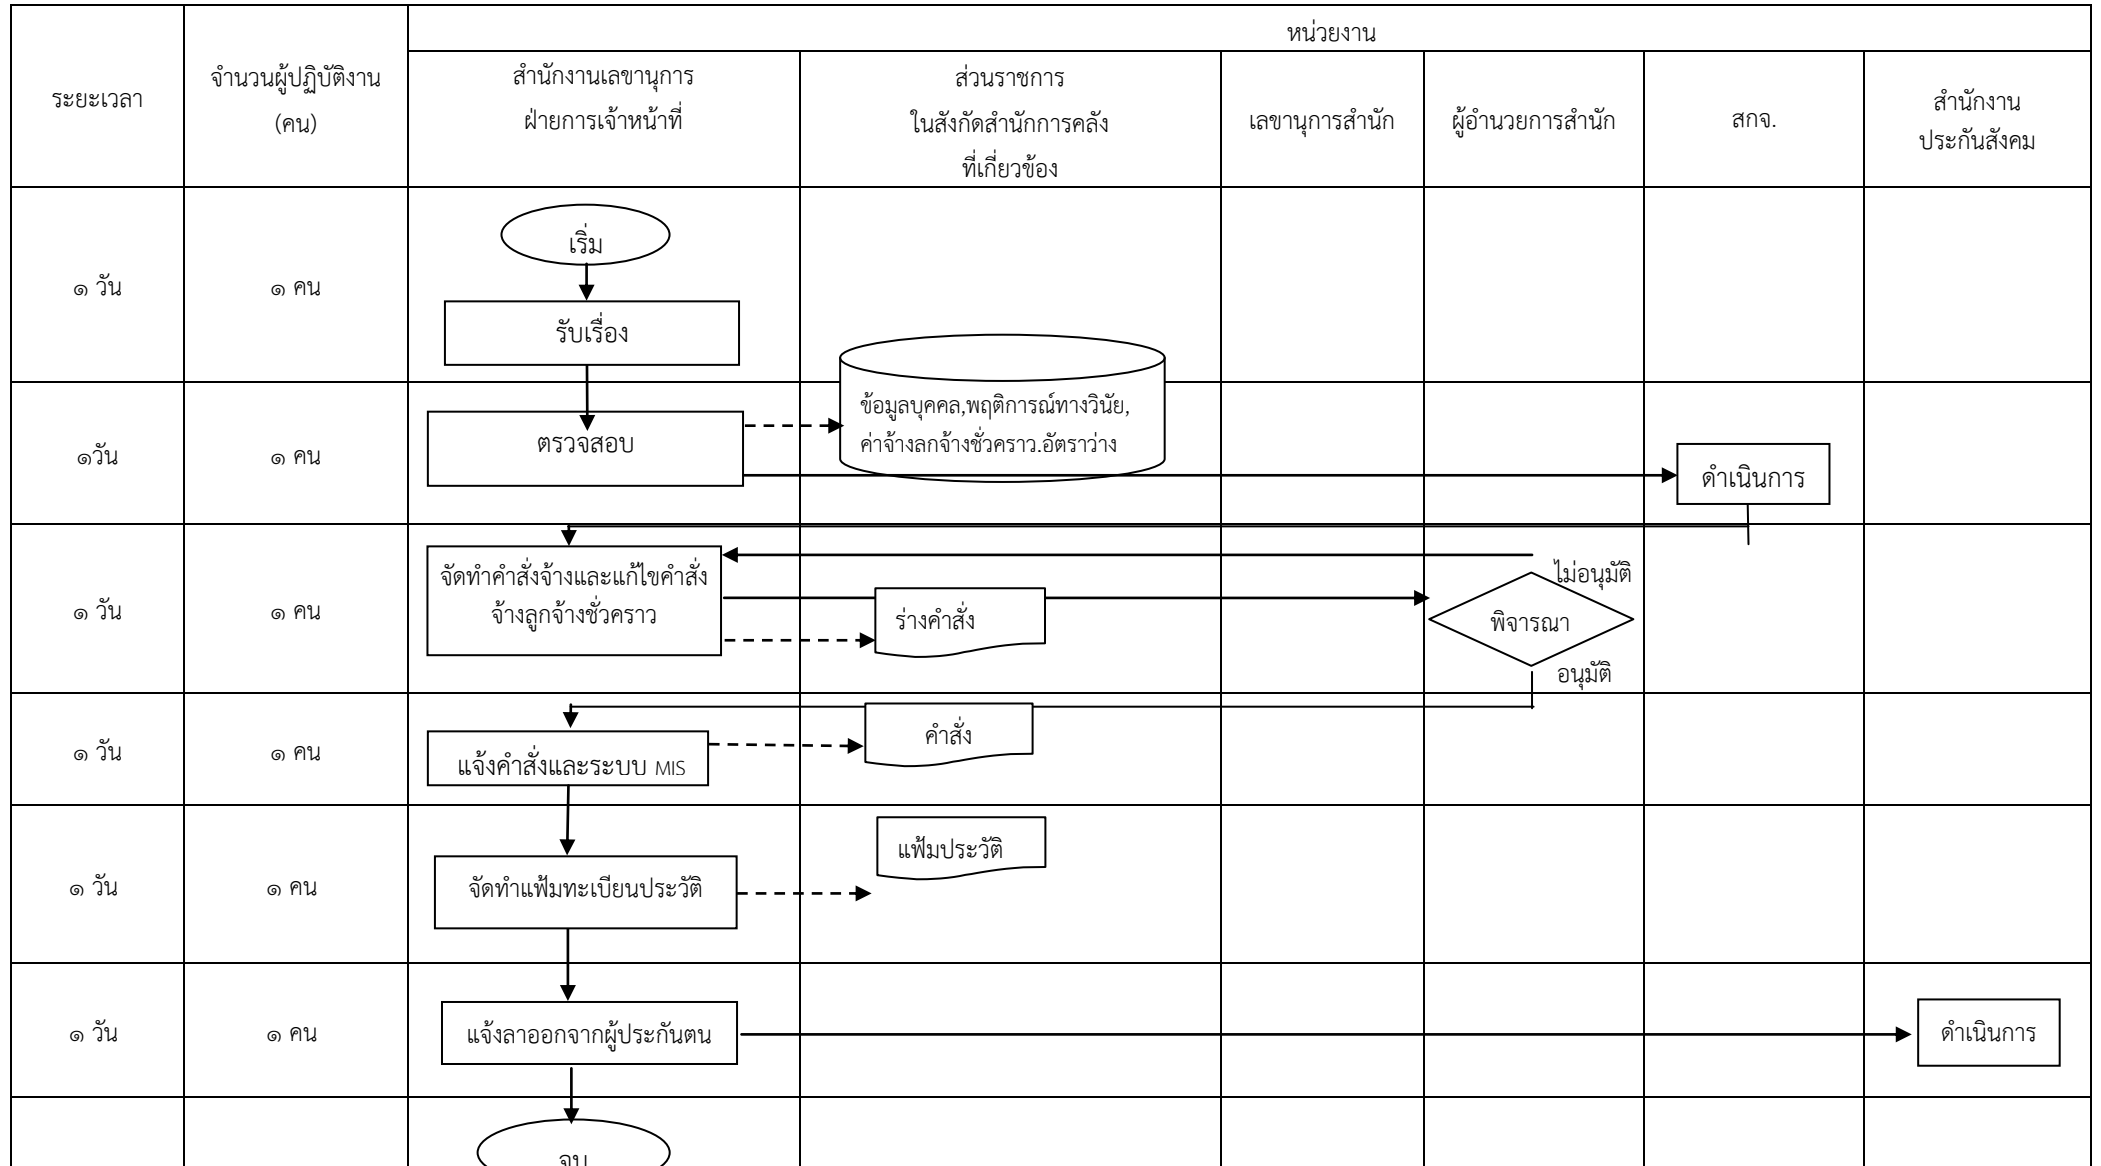 หน่วยงาน
ระยะเวลา
จำนวนผู้ปฏิบัติงาน
(คน)
สำนักงานเลขานุการ
ฝ่ายการเจ้าหน้าที่
ส่วนราชการ
ในสังกัดสำนักการคลัง
ที่เกี่ยวข้อง
เลขานุการสำนัก
ผู้อำนวยการสำนัก
สกจ.
สำนักงาน
ประกันสังคม
๑ วัน
๑ คน
เริ่ม
รับเรื่อง
๑วัน
๑ คน
ตรวจสอบ
ข้อมูลบุคคล,พฤติการณ์ทางวินัย,
ค่าจ้างลกจ้างชั่วคราว.อัตราว่าง
ดำเนินการ
๑ วัน
๑ คน
จัดทำคำสั่งจ้างและแก้ไขคำสั่ง
จ้างลูกจ้างชั่วคราว
ร่างคำสั่ง
ไม่อนุมัติ
พิจารณา
อนุมัติ
๑ วัน
๑ คน
แจ้งคำสั่งและระบบ MIS
คำสั่ง
๑ วัน
๑ คน
จัดทำแฟ้มทะเบียนประวัติ
แฟ้มประวัติ
๑ วัน
๑ คน
แจ้งลาออกจากผู้ประกันตน
ดำเนินการ
จบ